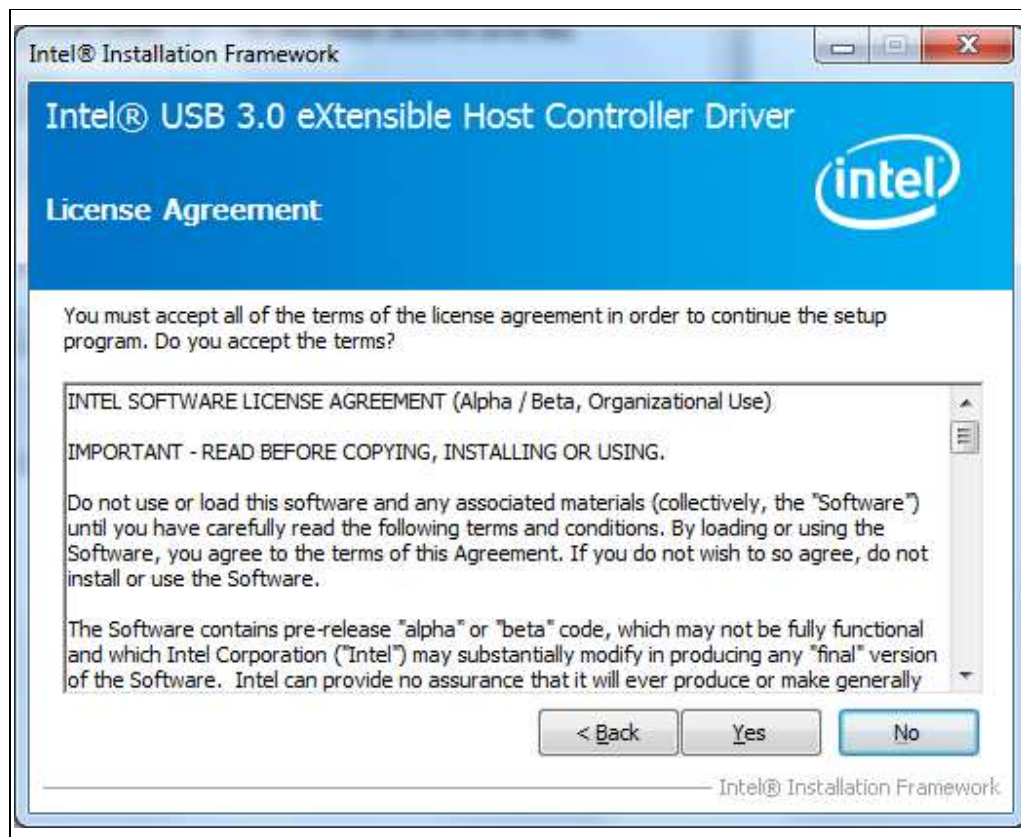 Intel® Installation Framework
Intel® USB 3.0 eXtensible Host Controller Driver
intel
License Agreement
You must accept all of the terms of the license agreement in order to continue the setup
program. Do you accept the terms?
INTEL SOFTWARE LICENSE AGREEMENT (Alpha / Beta, Organizational Use)
IMPORTANT - READ BEFORE COPYING, INSTALLING OR USING.
Do not use or load this software and any associated materials (collectively, the "Software")
until you have carefully read the following terms and conditions. By loading or using the
Software, you agree to the terms of this Agreement. If you do not wish to so agree, do not
install or use the Software.
The Software contains pre-release "alpha" or "beta" code, which may not be fully functional
and which Intel Corporation ("Intel") may substantially modify in producing any "final" version
of the Software.  Intel can provide no assurance that it will ever produce or make generally
< Back
Yes
No
Intel® Installation Framework